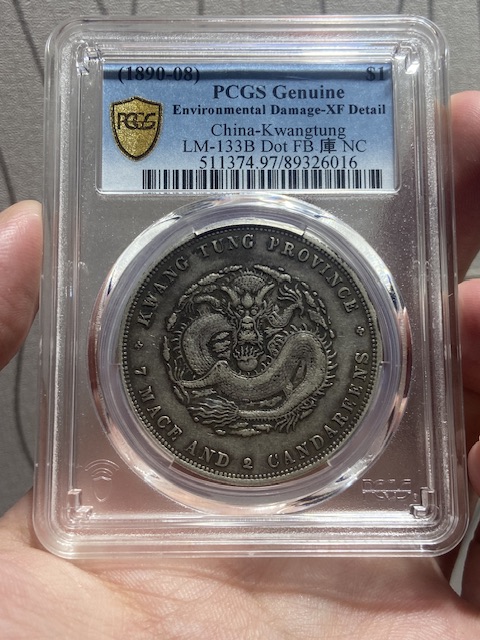 (1890-08) $1
PCGS Genuine
Environmental Damage-XF Detail
China-Kwangtung
LM-133B Dot FB 庫 NC
511374.97/89326016
PCGS
KWANG TUNG PROVINCE
7 MACE AND 2 CANDAREENS
PCGS